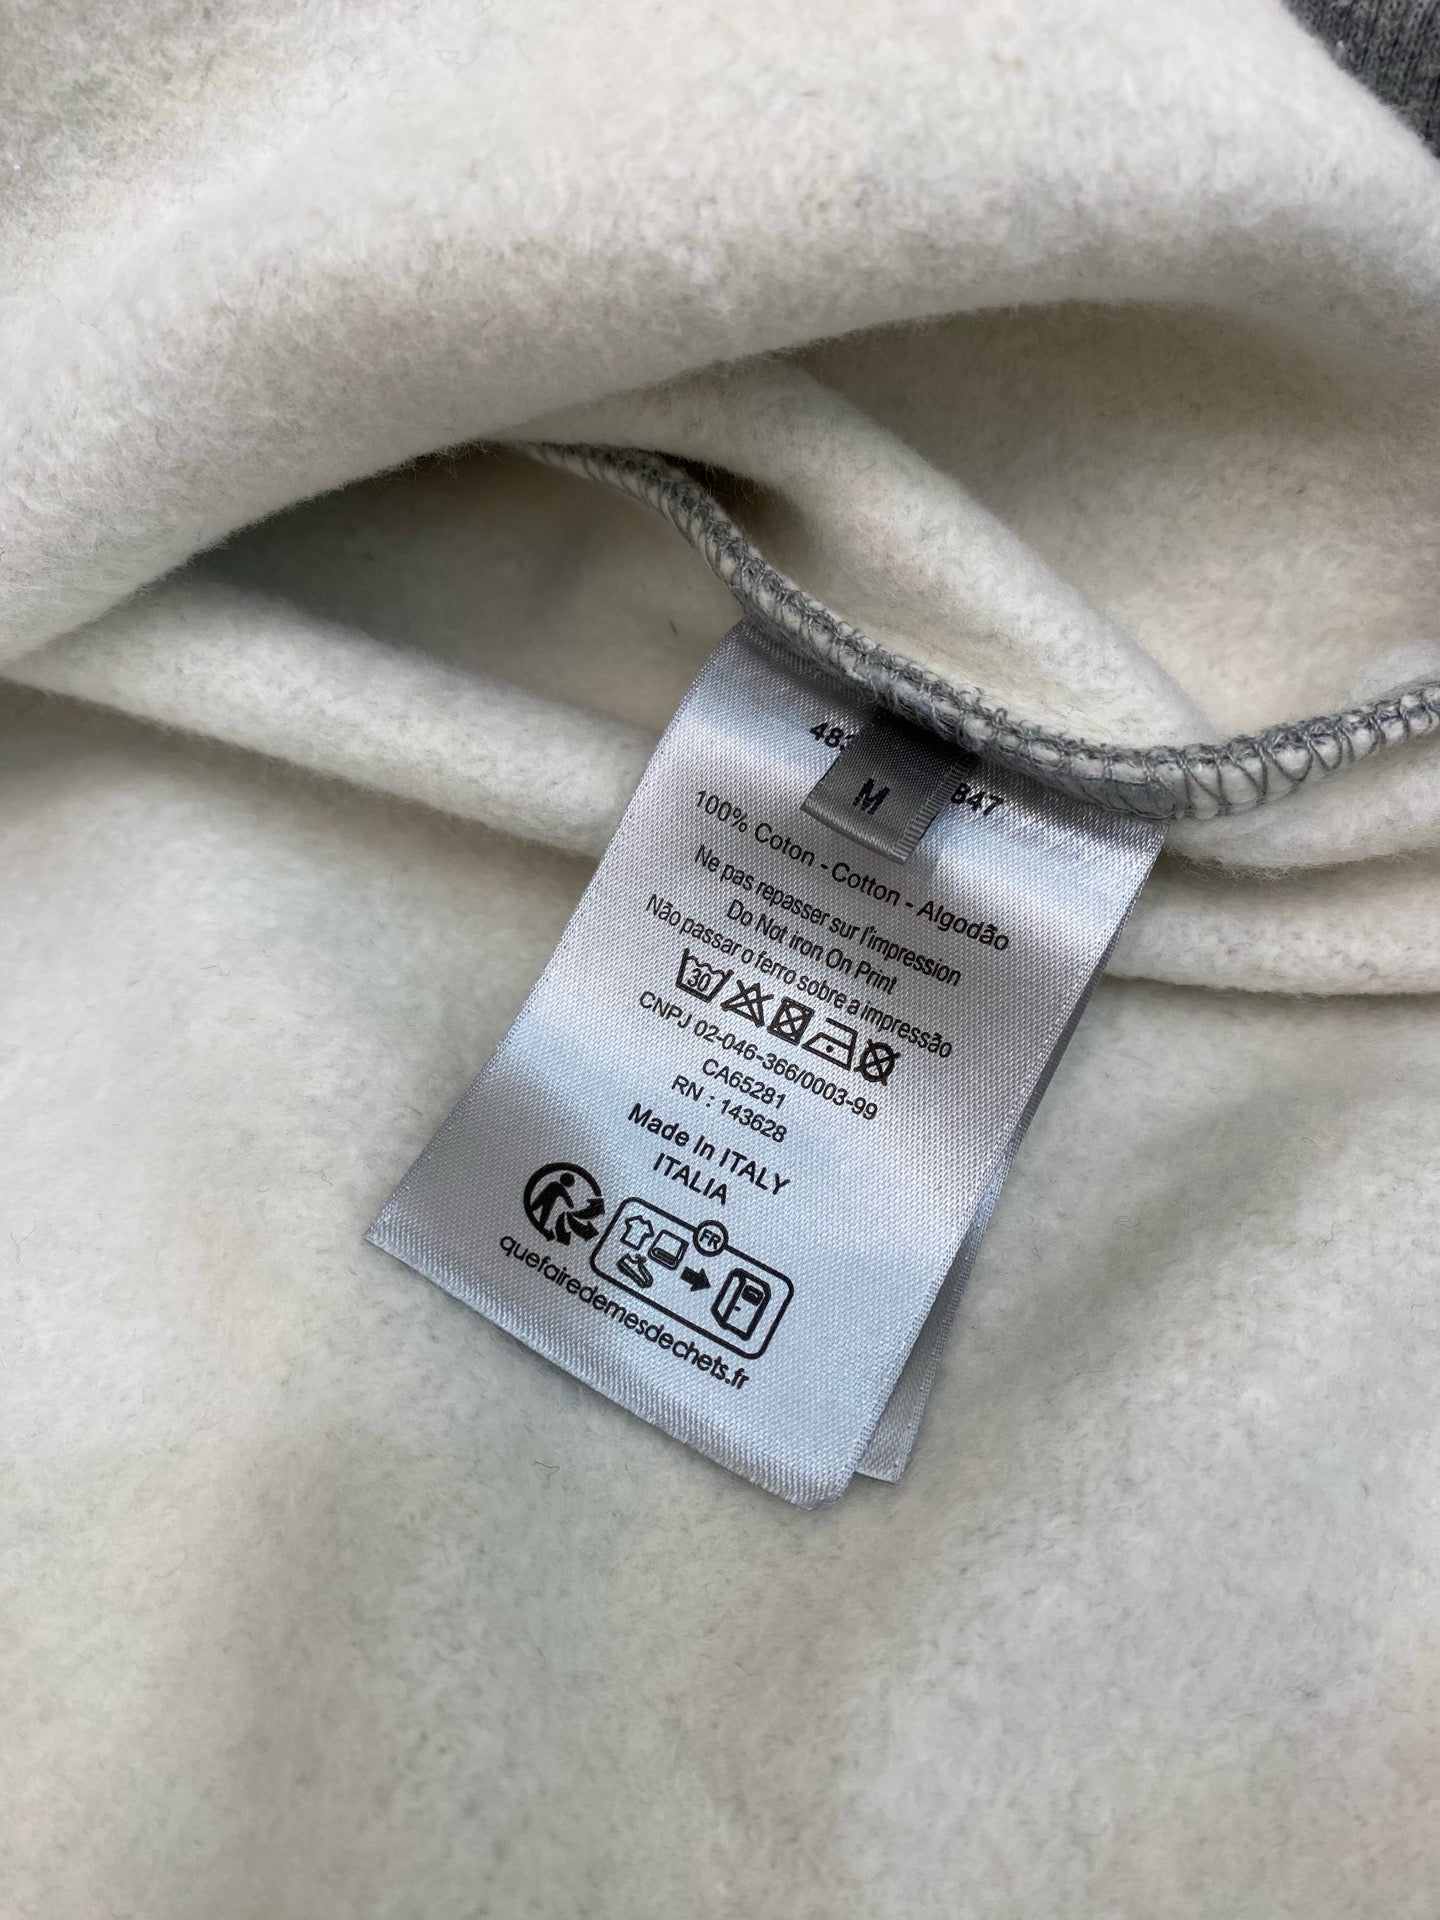 M
100% Coton - Cotton - Algodão
Ne pas repasser sur l'impression
Do Not iron On Print
Não passar o ferro sobre a impressão
30
CNPJ 02-046-366/0003-99
CA65281
RN : 143628
Made In ITALY
ITALIA
FR
quefairedemesdechets.fr